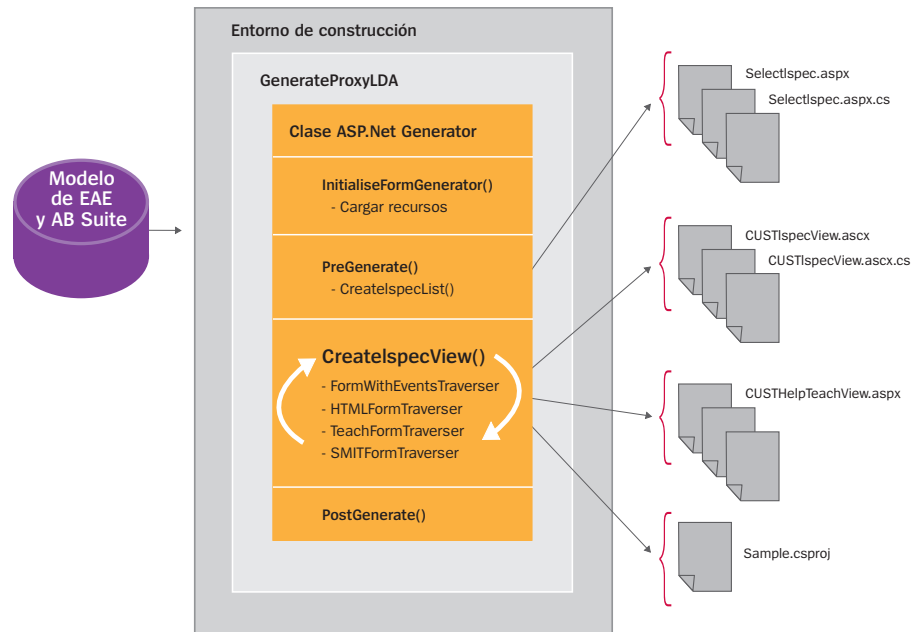 Entorno de construcción
GenerateProxyLDA
Clase ASP.Net Generator
InitialiseFormGenerator()
- Cargar recursos
PreGenerate()
- CreateIspecList()
CreateIspecView()
- FormWithEventsTraverser
- HTMLFormTraverser
- TeachFormTraverser
- SMITFormTraverser
PostGenerate()
Modelo
de EAE
y AB Suite
SelectIspec.aspx
SelectIspec.aspx.cs
CUSTIspecView.ascx
CUSTIspecView.ascx.cs
CUSTHelpTeachView.aspx
Sample.csproj